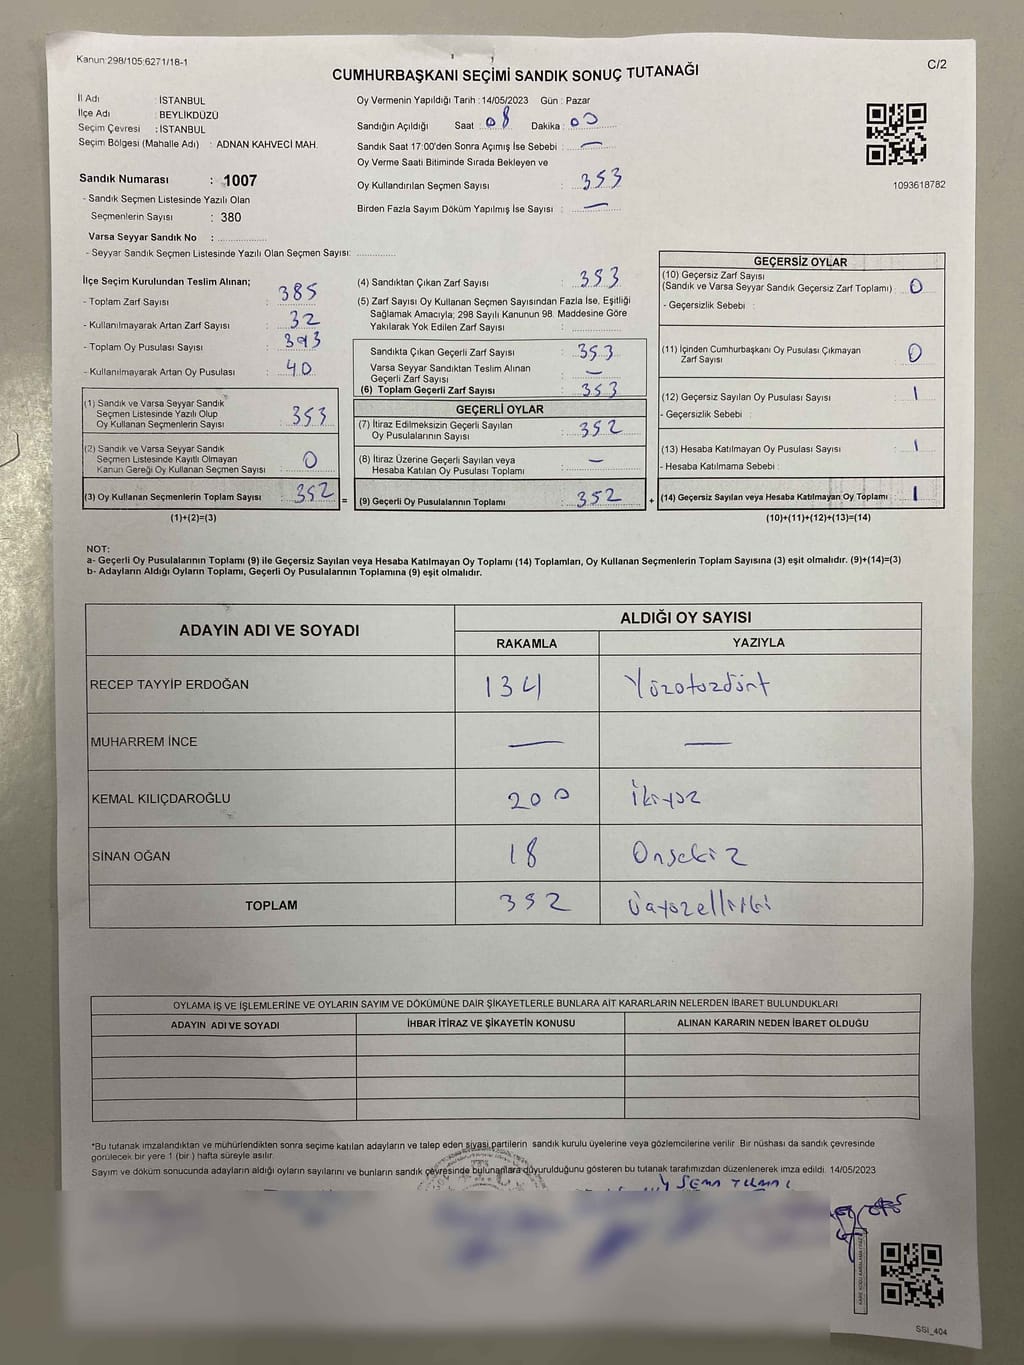 Kanun 298/105;6271/18-1
C/2
CUMHURBAŞKANI SEÇİMİ SANDIK SONUÇ TUTANAĞI
İl Adı : İSTANBUL
İlçe Adı : BEYLİKDÜZÜ
Seçim Çevresi : İSTANBUL
Seçim Bölgesi (Mahalle Adı) : ADNAN KAHVECİ MAH.
Sandık Numarası : 1007
- Sandık Seçmen Listesinde Yazılı Olan
Seçmenlerin Sayısı : 380
Varsa Seyyar Sandık No :
- Seyyar Sandık Seçmen Listesinde Yazılı Olan Seçmen Sayısı:
Oy Vermenin Yapıldığı Tarih : 14/05/2023 Gün : Pazar
Sandığın Açıldığı Saat : 08 Dakika : 00
Sandık Saat 17:00'den Sonra Açımış İse Sebebi : —
Oy Verme Saati Bitiminde Sırada Bekleyen ve
Oy Kullandırılan Seçmen Sayısı : 353
Birden Fazla Sayım Döküm Yapılmış İse Sayısı : —
1093618782
İlçe Seçim Kurulundan Teslim Alınan;
- Toplam Zarf Sayısı : 385
- Kullanılmayarak Artan Zarf Sayısı : 32
- Toplam Oy Pusulası Sayısı : 393
- Kullanılmayarak Artan Oy Pusulası : 40
(1) Sandık ve Varsa Seyyar Sandık
Seçmen Listesinde Yazılı Olup
Oy Kullanan Seçmenlerin Sayısı : 353
(2) Sandık ve Varsa Seyyar Sandık
Seçmen Listesinde Kayıtlı Olmayan
Kanun Gereği Oy Kullanan Seçmen Sayısı : 0
(3) Oy Kullanan Seçmenlerin Toplam Sayısı : 352 =
(1)+(2)=(3)
(4) Sandıktan Çıkan Zarf Sayısı : 353
(5) Zarf Sayısı Oy Kullanan Seçmen Sayısından Fazla İse, Eşitliği
Sağlamak Amacıyla; 298 Sayılı Kanunun 98. Maddesine Göre
Yakılarak Yok Edilen Zarf Sayısı :
Sandıkta Çıkan Geçerli Zarf Sayısı : 353
Varsa Seyyar Sandıktan Teslim Alınan
Geçerli Zarf Sayısı : —
(6) Toplam Geçerli Zarf Sayısı : 353
GEÇERLİ OYLAR
(7) İtiraz Edilmeksizin Geçerli Sayılan
Oy Pusulalarının Sayısı : 352
(8) İtiraz Üzerine Geçerli Sayılan veya
Hesaba Katılan Oy Pusulası Toplamı : —
(9) Geçerli Oy Pusulalarının Toplamı : 352 +
GEÇERSİZ OYLAR
(10) Geçersiz Zarf Sayısı
(Sandık ve Varsa Seyyar Sandık Geçersiz Zarf Toplamı) : 0
- Geçersizlik Sebebi :
(11) İçinden Cumhurbaşkanı Oy Pusulası Çıkmayan
Zarf Sayısı : 0
(12) Geçersiz Sayılan Oy Pusulası Sayısı : 1
- Geçersizlik Sebebi :
(13) Hesaba Katılmayan Oy Pusulası Sayısı : 1
- Hesaba Katılmama Sebebi :
(14) Geçersiz Sayılan veya Hesaba Katılmayan Oy Toplamı : 1
(10)+(11)+(12)+(13)=(14)
NOT:
a- Geçerli Oy Pusulalarının Toplamı (9) ile Geçersiz Sayılan veya Hesaba Katılmayan Oy Toplamı (14) Toplamları, Oy Kullanan Seçmenlerin Toplam Sayısına (3) eşit olmalıdır. (9)+(14)=(3)
b- Adayların Aldığı Oyların Toplamı, Geçerli Oy Pusulalarının Toplamına (9) eşit olmalıdır.
ADAYIN ADI VE SOYADI
ALDIĞI OY SAYISI
RAKAMLA YAZIYLA
RECEP TAYYİP ERDOĞAN 134 Yüzotuzdört
MUHARREM İNCE — —
KEMAL KILIÇDAROĞLU 200 İkiyüz
SİNAN OĞAN 18 Onsekiz
TOPLAM 352 Üçyüzelliiki
OYLAMA İŞ VE İŞLEMLERİNE VE OYLARIN SAYIM VE DÖKÜMÜNE DAİR ŞİKAYETLERLE BUNLARA AİT KARARLARIN NELERDEN İBARET BULUNDUKLARI
ADAYIN ADI VE SOYADI İHBAR İTİRAZ VE ŞİKAYETİN KONUSU ALINAN KARARIN NEDEN İBARET OLDUĞU
*Bu tutanak imzalandıktan ve mühürlendikten sonra seçime katılan adayların ve talep eden siyasi partilerin sandık kurulu üyelerine veya gözlemcilerine verilir. Bir nüshası da sandık çevresinde
görülecek bir yere 1 (bir) hafta süreyle asılır.
Sayım ve döküm sonucunda adayların aldığı oyların sayılarını ve bunların sandık çevresinde bulunanlara duyurulduğunu gösteren bu tutanak tarafımızdan düzenlenerek imza edildi. 14/05/2023
SSI_404